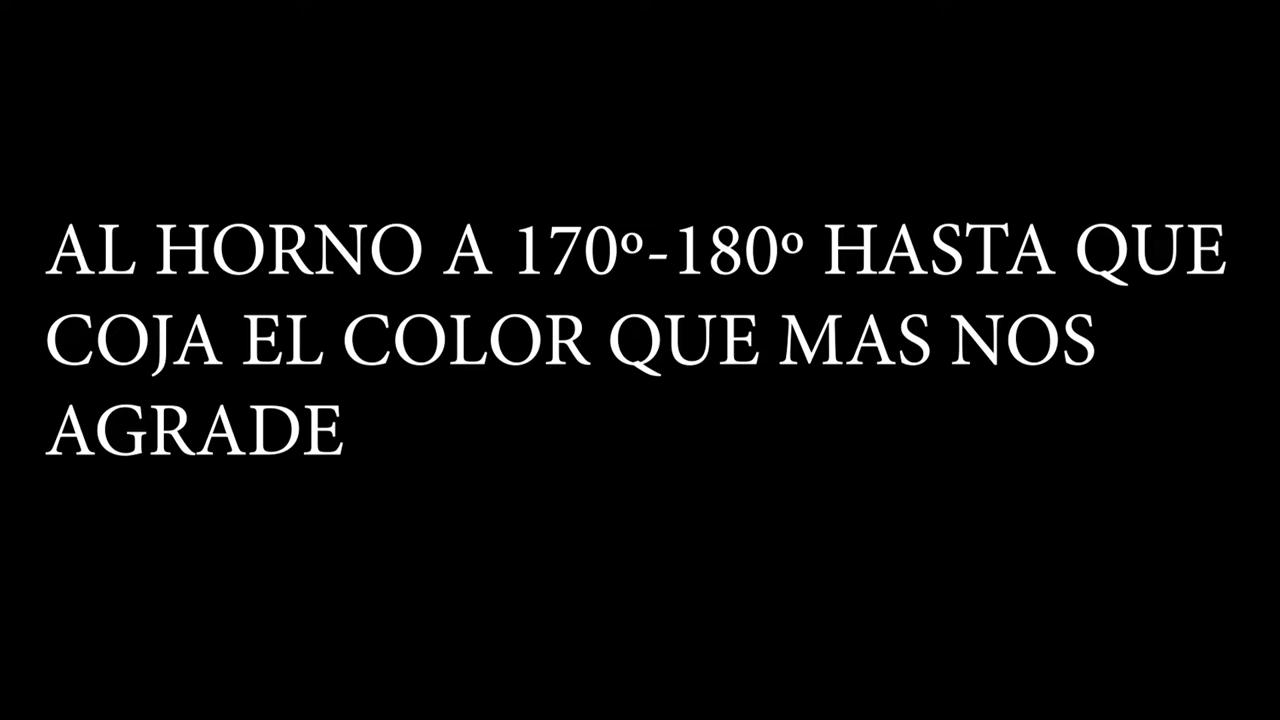 AL HORNO A 170º-180º HASTA QUE
COJA EL COLOR QUE MAS NOS
AGRADE